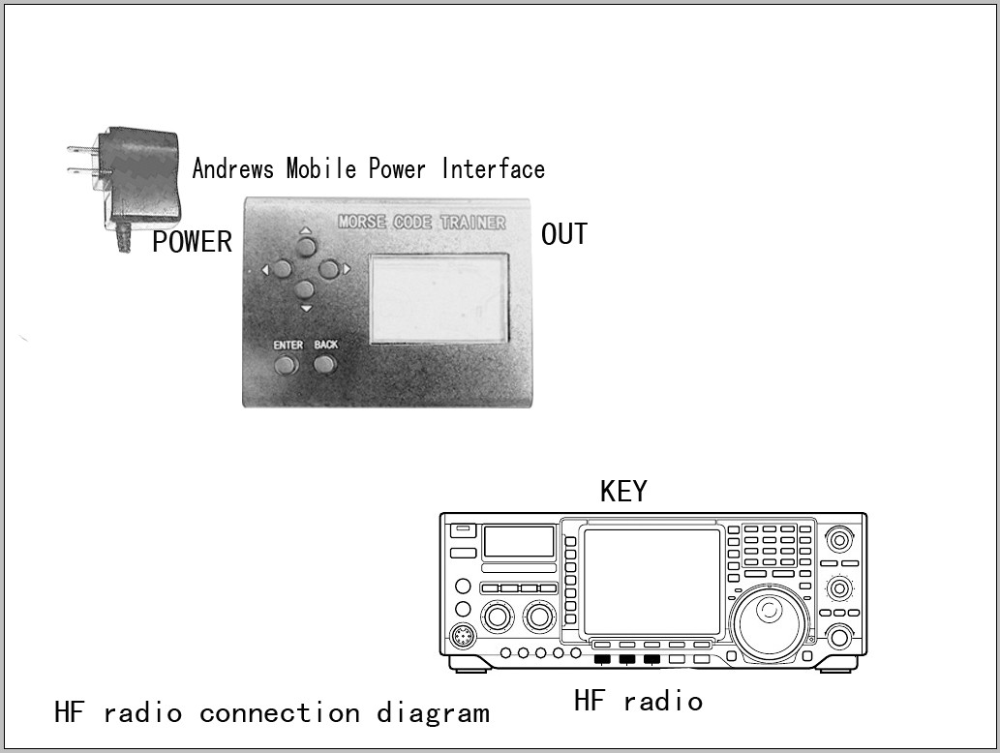 Andrews Mobile Power Interface
POWER
MORSE CODE TRAINER
OUT
ENTER BACK
KEY
HF radio
HF radio connection diagram